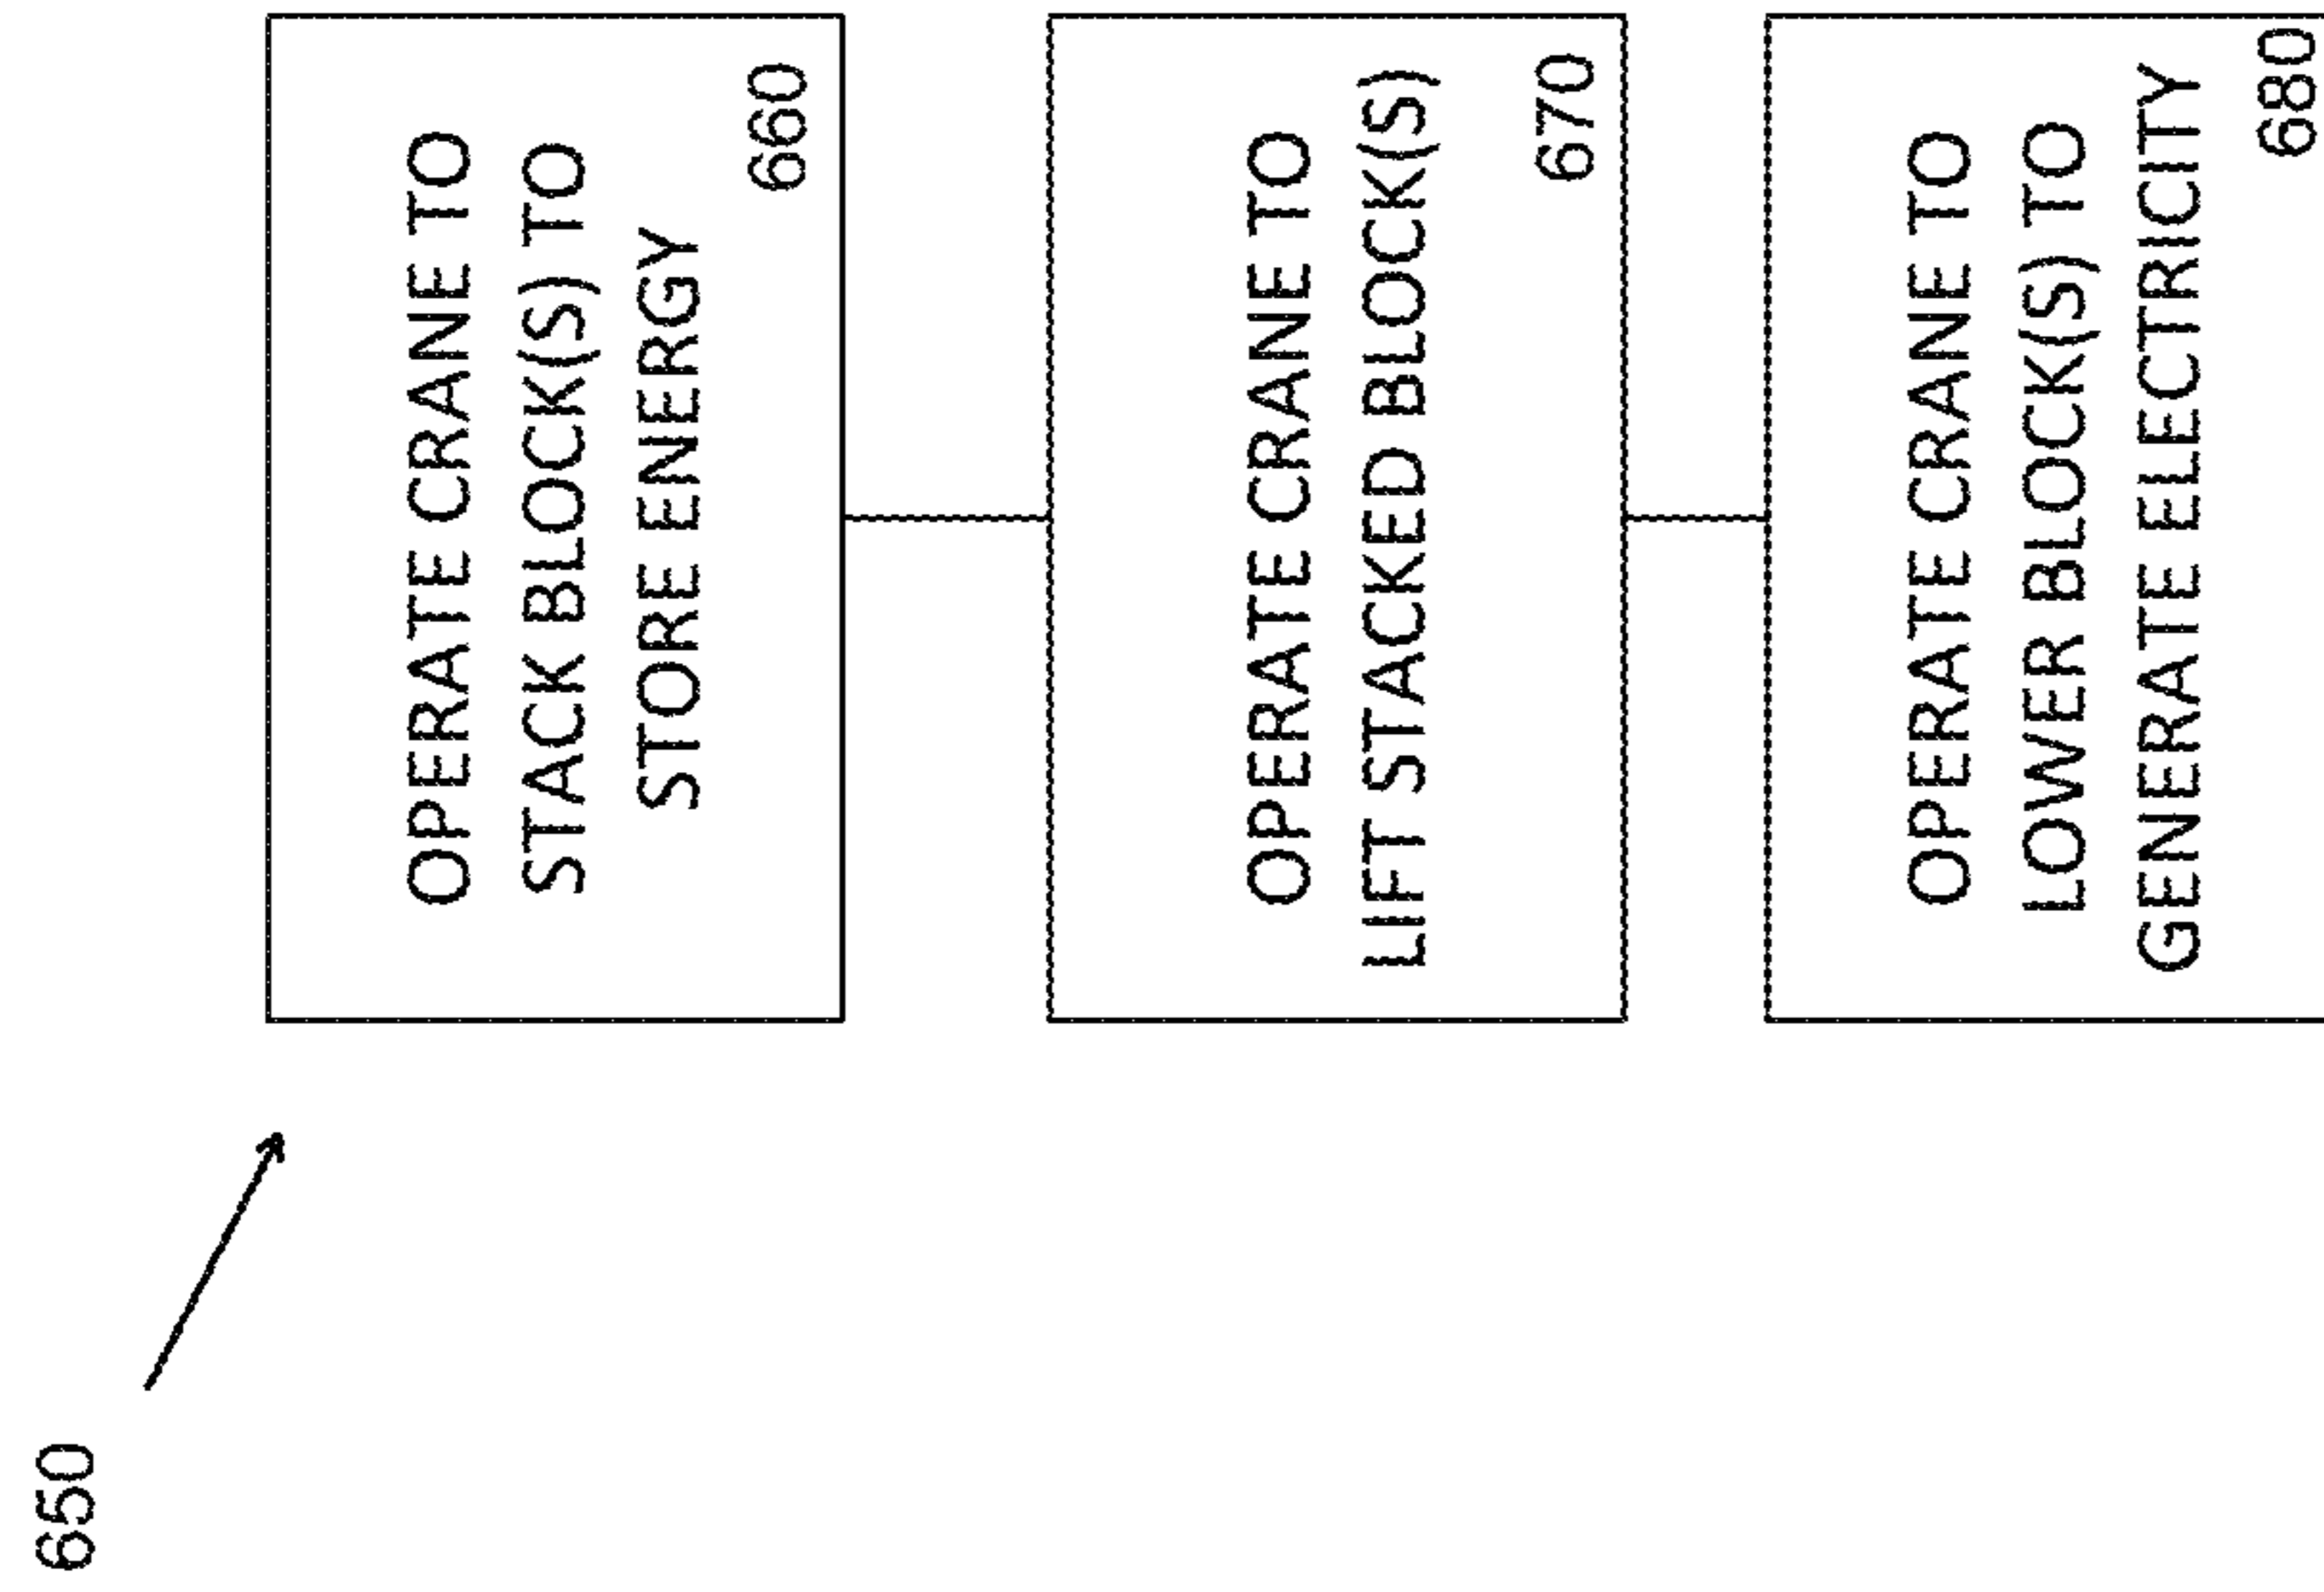 650
OPERATE CRANE TO
STACK BLOCK(S) TO
STORE ENERGY
660
OPERATE CRANE TO
LIFT STACKED BLOCK(S)
670
OPERATE CRANE TO
LOWER BLOCK(S) TO
GENERATE ELECTRICITY
680